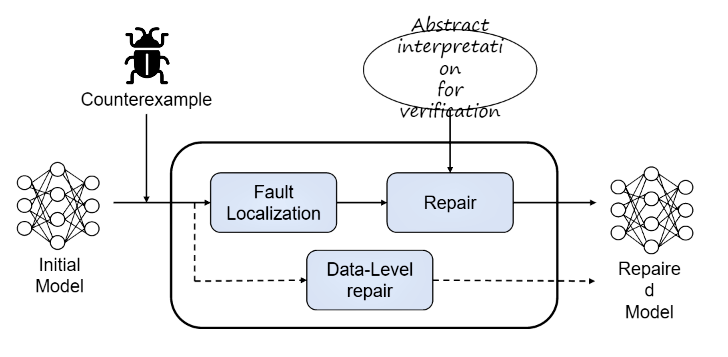 Abstract
interpretati
on
for
verification
Counterexample
Fault
Localization
Repair
Initial
Model
Data-Level
repair
Repaire
d
Model